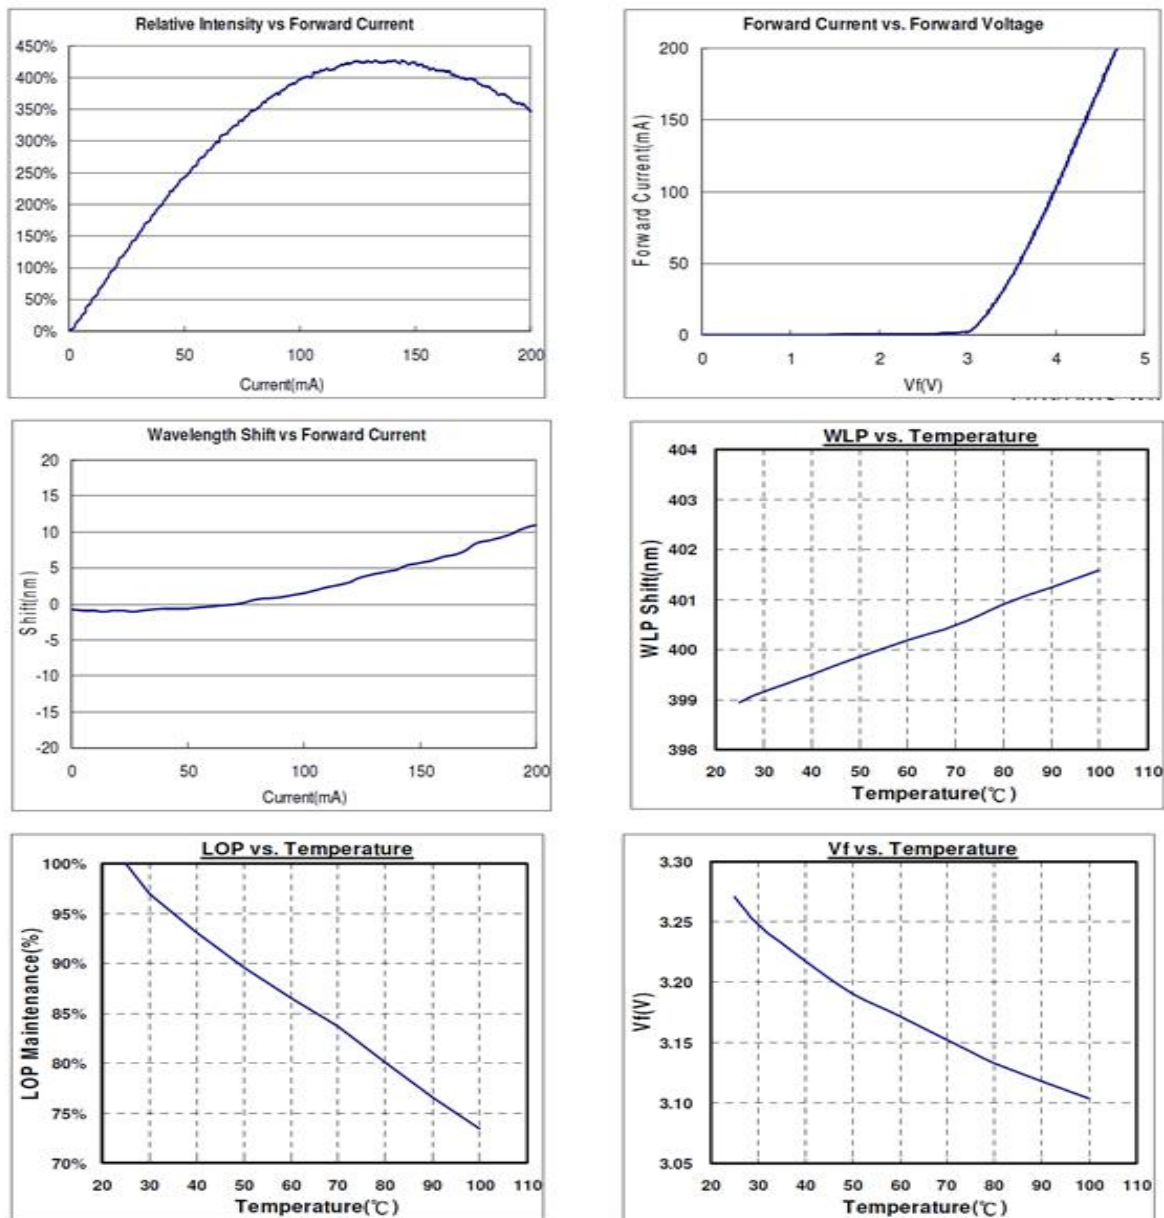 Relative Intensity vs Forward Current
450%
400%
350%
300%
250%
200%
150%
100%
50%
0%
0 50 100 150 200
Current(mA)
Forward Current vs. Forward Voltage
Forward Current(mA)
200
150
100
50
0
0 1 2 3 4 5
Vf(V)
Wavelength Shift vs Forward Current
Shift(nm)
20
15
10
5
0
-5
-10
-15
-20
0 50 100 150 200
Current(mA)
WLP vs. Temperature
WLP Shift(nm)
404
403
402
401
400
399
398
20 30 40 50 60 70 80 90 100 110
Temperature(℃)
LOP vs. Temperature
LOP Maintenance(%)
100%
95%
90%
85%
80%
75%
70%
20 30 40 50 60 70 80 90 100 110
Temperature(℃)
Vf vs. Temperature
Vf(V)
3.30
3.25
3.20
3.15
3.10
3.05
20 30 40 50 60 70 80 90 100 110
Temperature(℃)